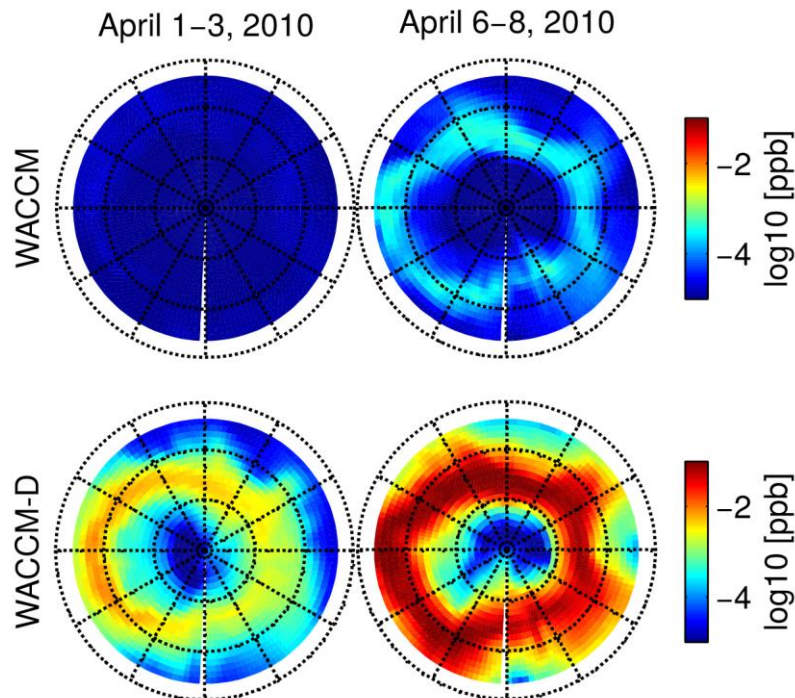 April 1−3, 2010
April 6−8, 2010
WACCM
−2
−4
log10 [ppb]
WACCM-D
−2
−4
log10 [ppb]